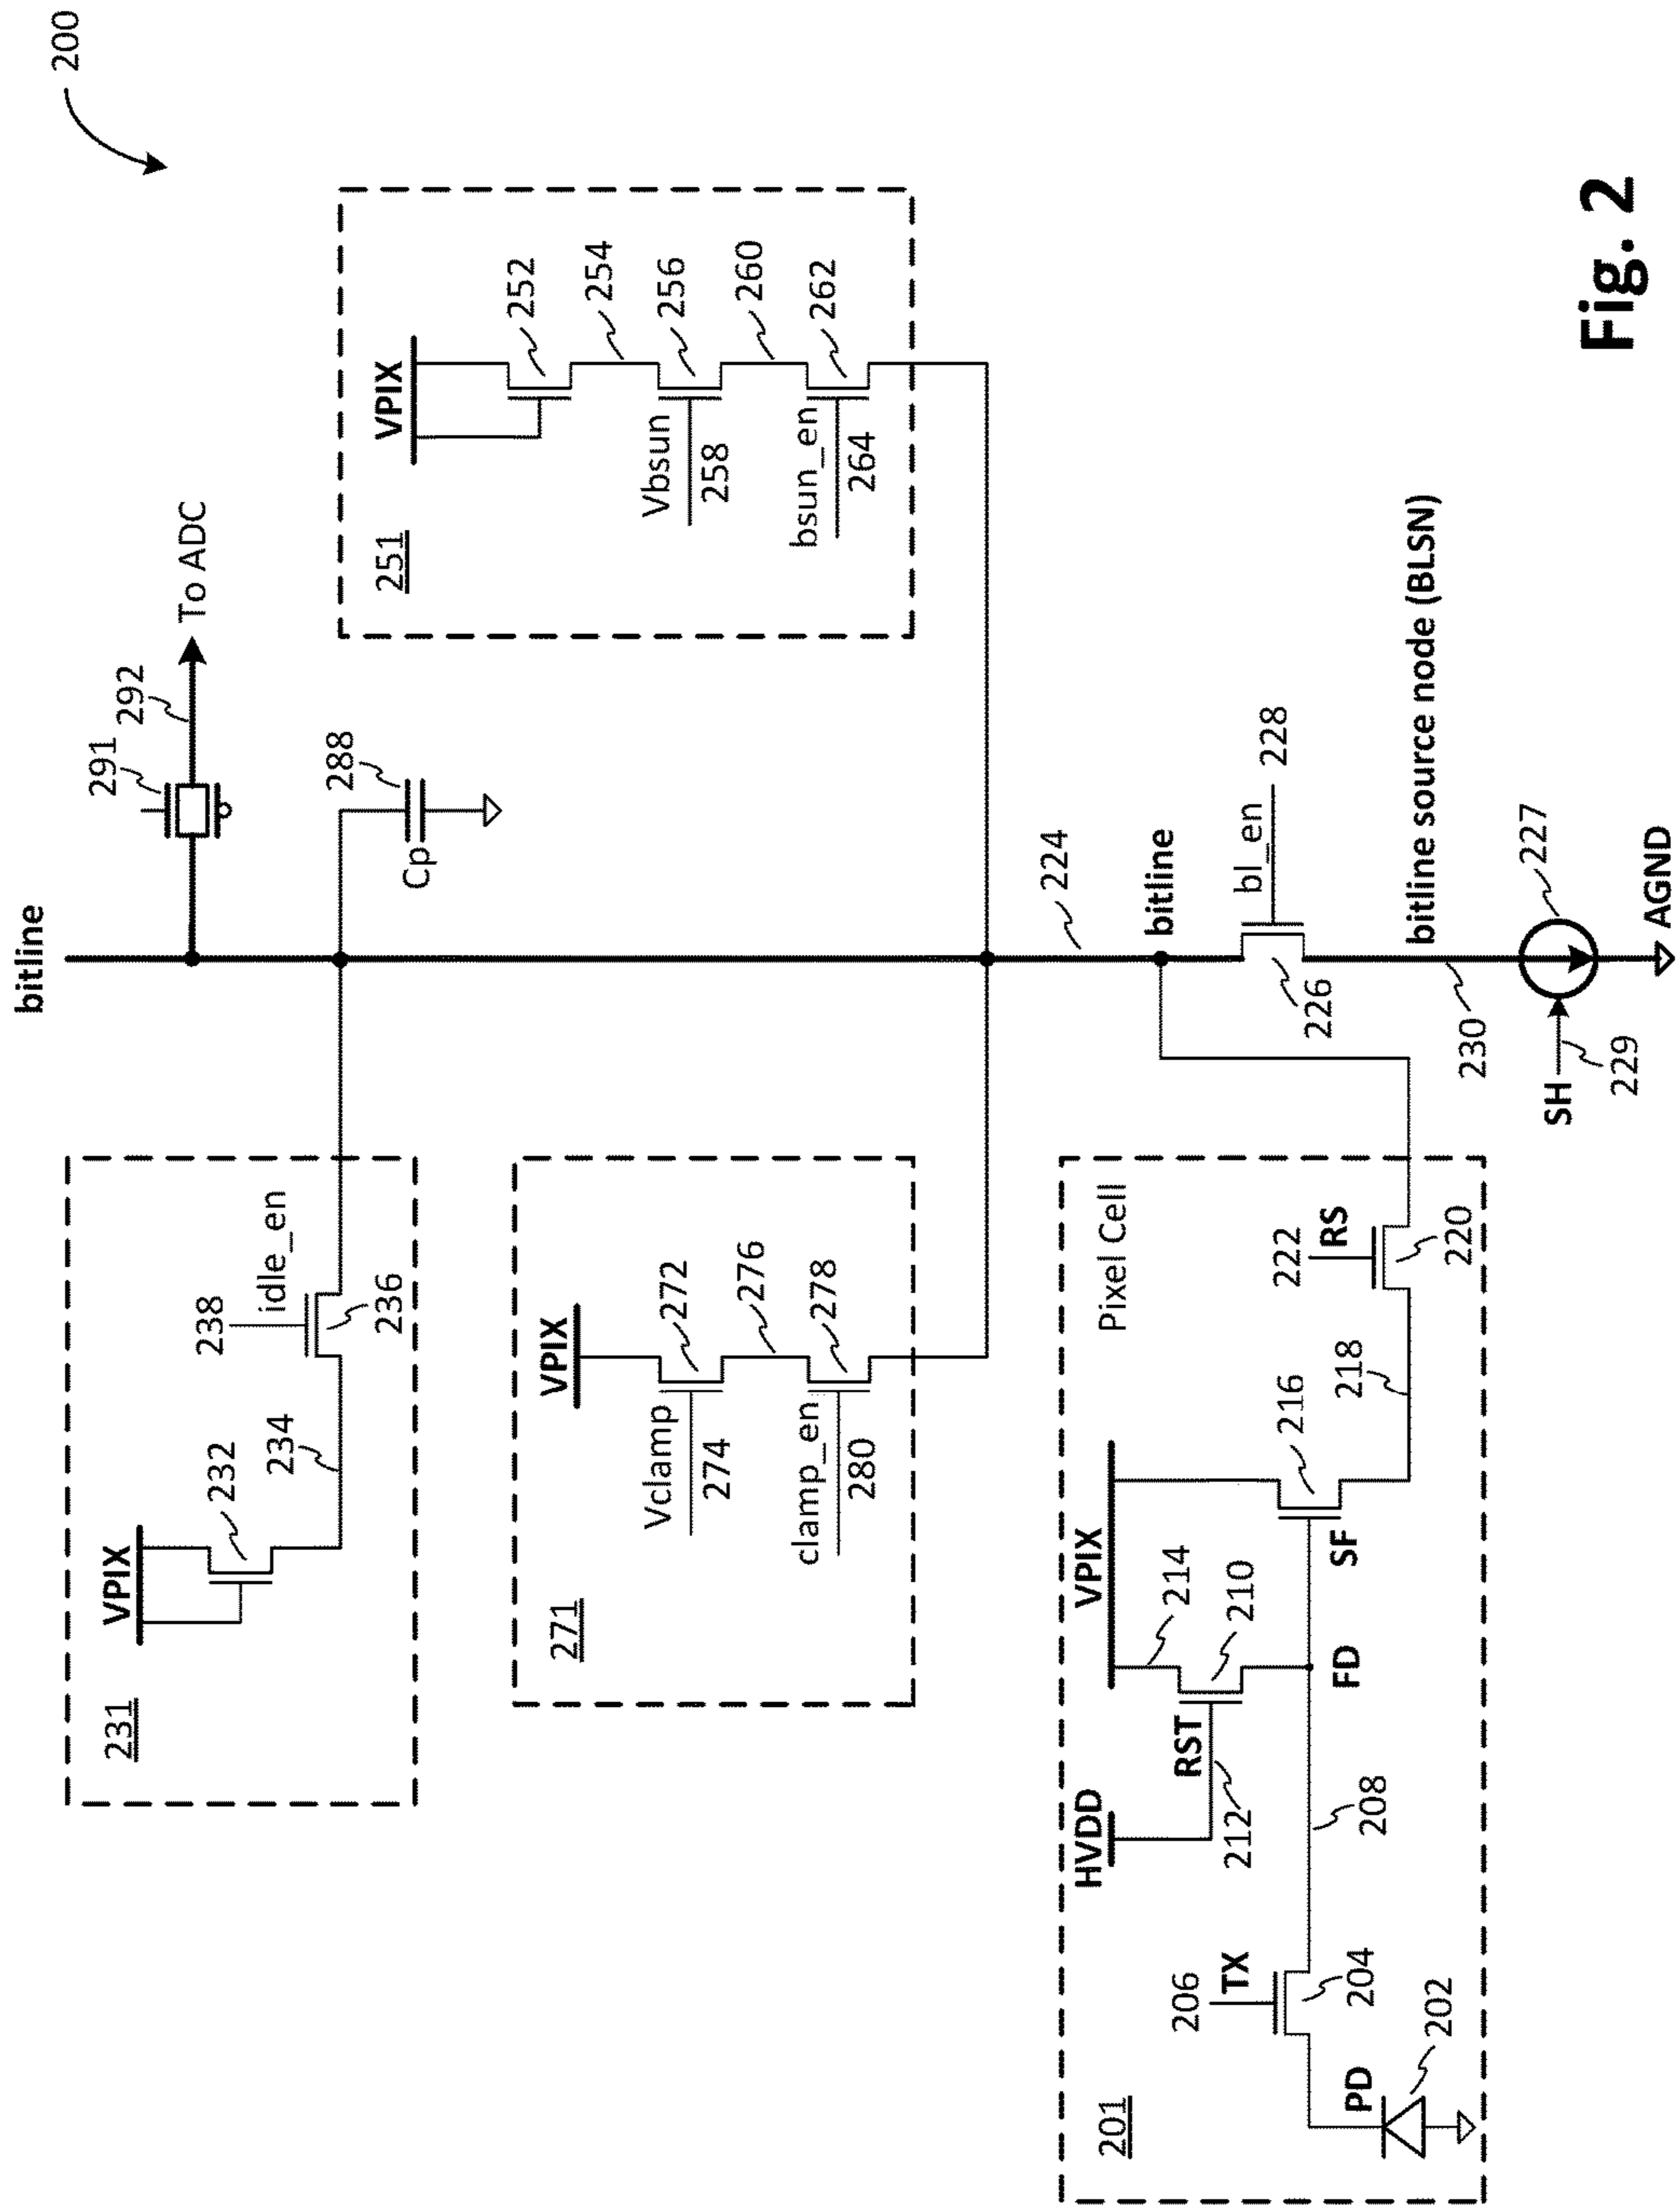 200
bitline
291
292
To ADC
VPIX
232
234
238
idle_en
236
231
288
Cp
VPIX
252
254
Vbsun
258
256
260
bsun_en
264
262
251
VPIX
Vclamp
274
272
276
clamp_en
280
278
271
224
bitline
bl_en
228
226
230
bitline source node (BLSN)
SH
229
227
AGND
Pixel Cell
HVDD
VPIX
214
RST
212
210
206
TX
204
208
FD
SF
216
218
222
RS
220
PD
202
201
Fig. 2